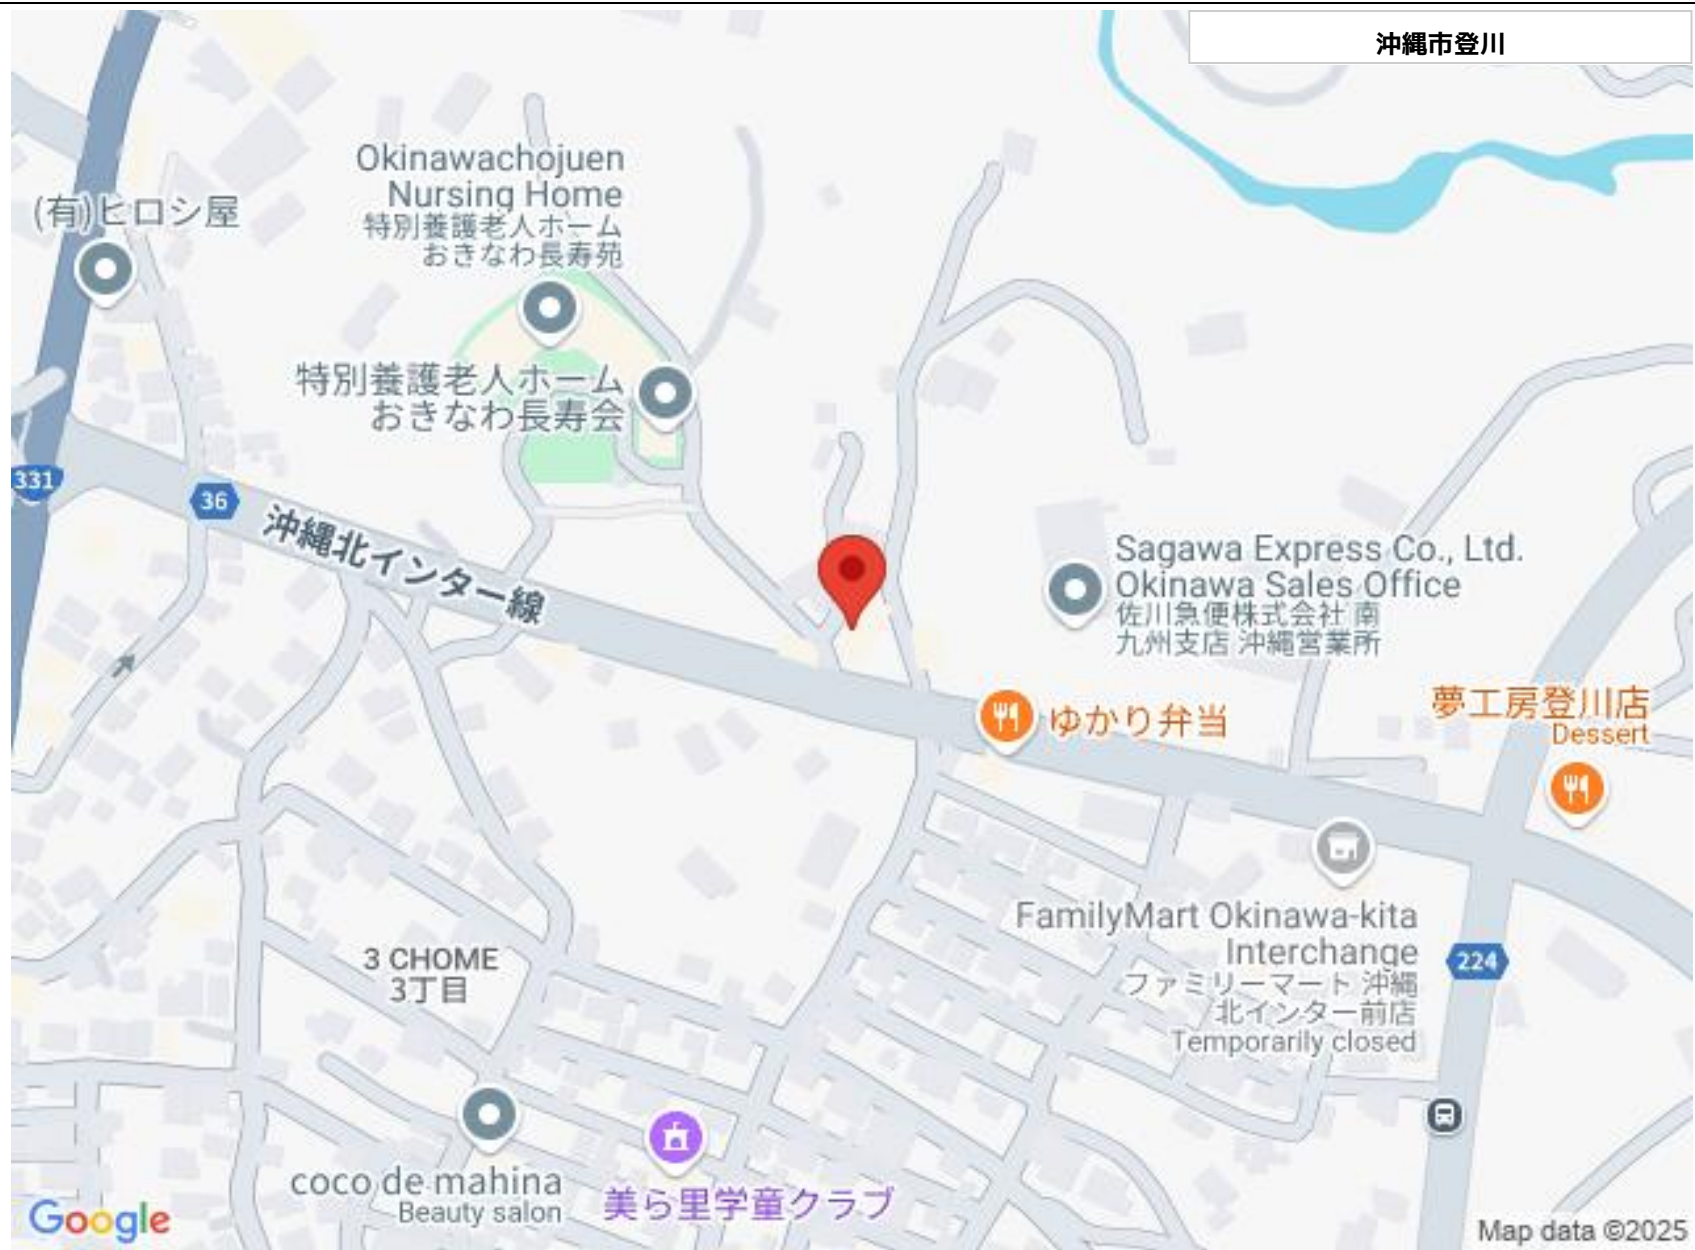 沖縄市登川
Okinawachojuen
Nursing Home
特別養護老人ホーム
おきなわ長寿苑
(有)ヒロシ屋
特別養護老人ホーム
おきなわ長寿会
331
36
沖縄北インター線
Sagawa Express Co., Ltd.
Okinawa Sales Office
佐川急便株式会社 南
九州支店 沖縄営業所
ゆかり弁当
夢工房登川店
Dessert
FamilyMart Okinawa-kita
Interchange
ファミリーマート 沖縄
北インター前店
Temporarily closed
224
3 CHOME
3丁目
coco de mahina
Beauty salon
美ら里学童クラブ
Google
Map data ©2025